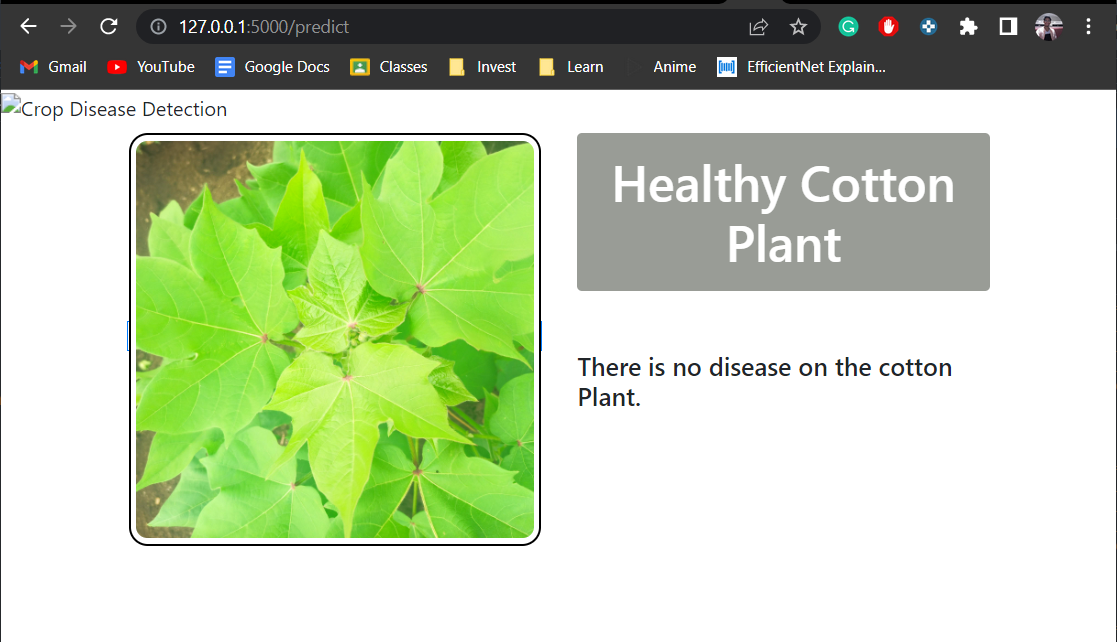 127.0.0.1:5000/predict
Gmail YouTube Google Docs Classes Invest Learn Anime EfficientNet Explain...
Crop Disease Detection
Healthy Cotton
Plant
There is no disease on the cotton
Plant.